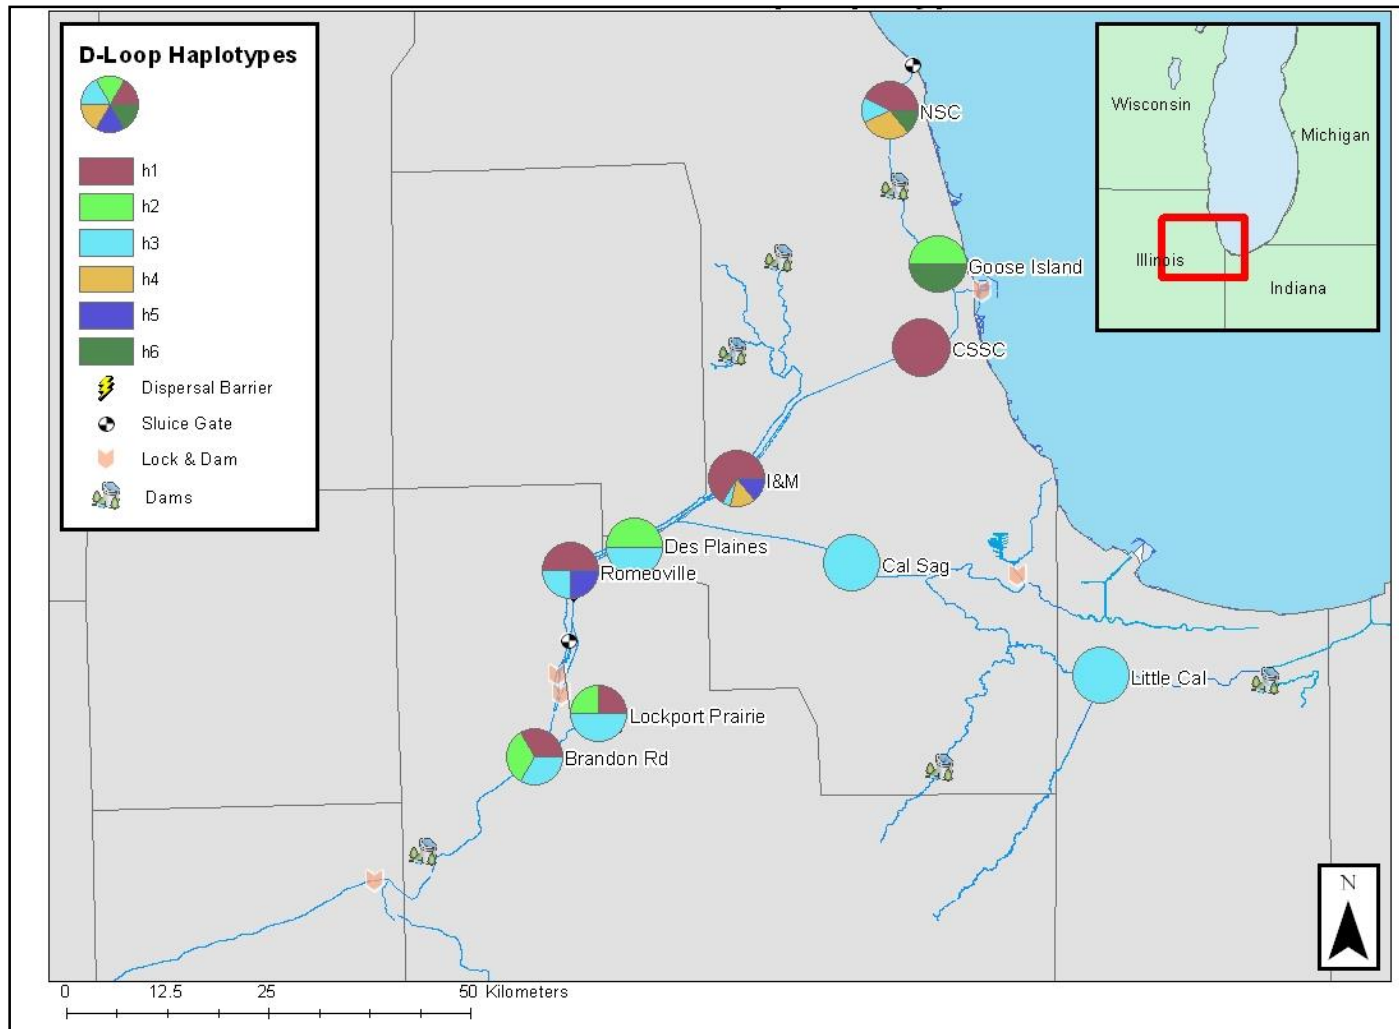 D-Loop Haplotypes
h1
h2
h3
h4
h5
h6
Dispersal Barrier
Sluice Gate
Lock & Dam
Dams
NSC
Goose Island
CSSC
I&M
Des Plaines
Romeoville
Cal Sag
Little Cal
Lockport Prairie
Brandon Rd
Wisconsin
Michigan
Illinois
Indiana
N
0 12.5 25 50 Kilometers